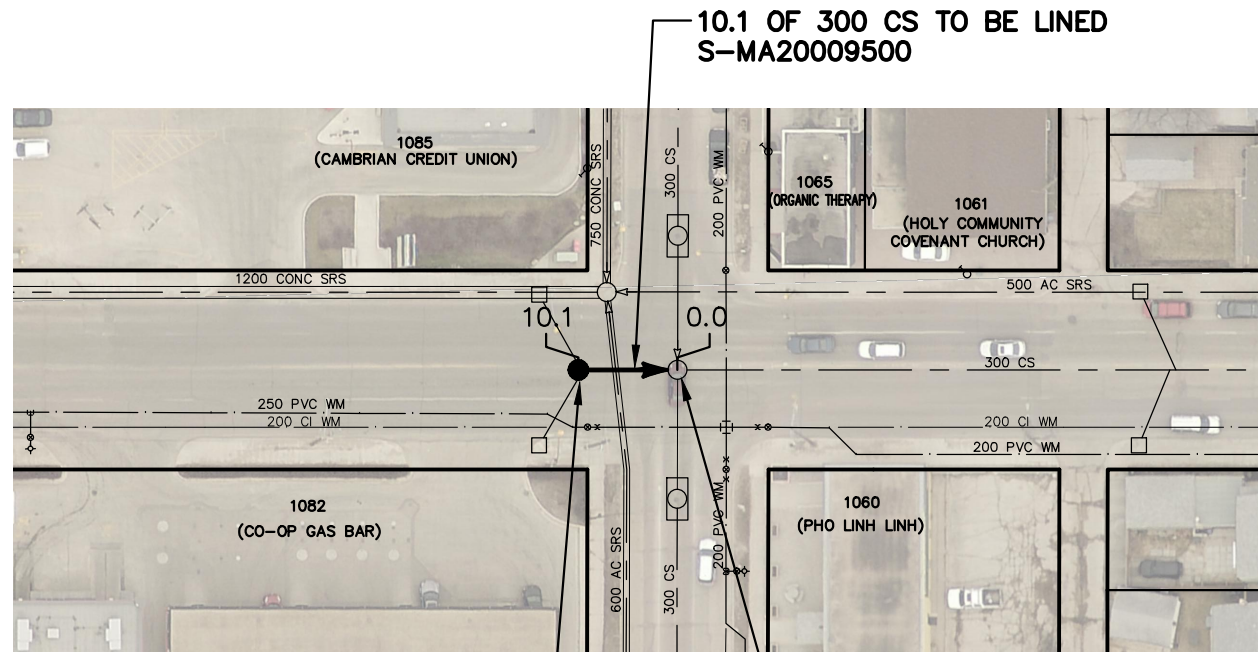 10.1 OF 300 CS TO BE LINED
S-MA20009500
1085
(CAMBRIAN CREDIT UNION)
750 CONC SRS
300 CS
200 PVC WM
1065
(ORGANIC THERAPY)
1061
(HOLY COMMUNITY
COVENANT CHURCH)
1200 CONC SRS
500 AC SRS
10.1
0.0
300 CS
250 PVC WM
200 CI WM
200 CI WM
200 PVC WM
1082
(CO-OP GAS BAR)
600 AC SRS
300 CS
200 PVC WM
1060
(PHO LINH LINH)